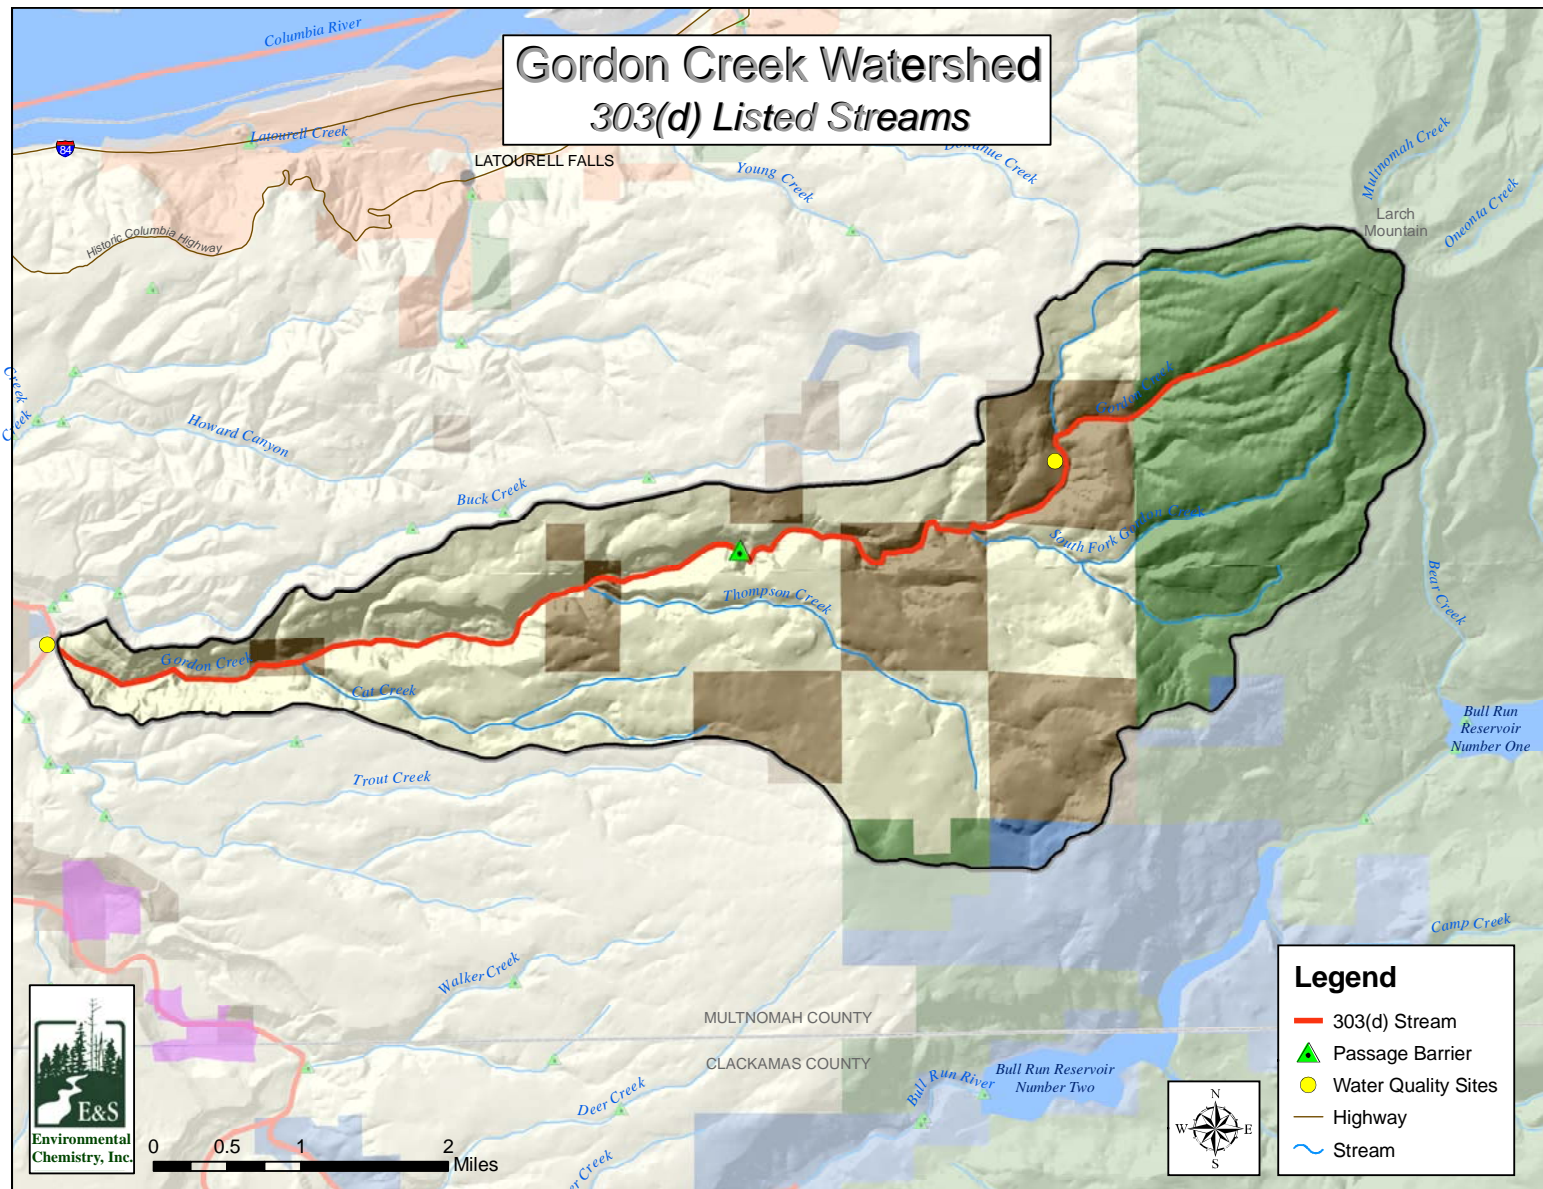 Columbia River
Gordon Creek Watershed
303(d) Listed Streams
84
Latourell Creek
LATOURELL FALLS
Young Creek
Donahue Creek
Multnomah Creek
Oneonta Creek
Larch
Mountain
Historic Columbia Highway
Creek
Creek
Howard Canyon
Buck Creek
Gordon Creek
South Fork Gordon Creek
Thompson Creek
Bear Creek
Gordon Creek
Cat Creek
Trout Creek
Bull Run
Reservoir
Number One
Camp Creek
Walker Creek
MULTNOMAH COUNTY
CLACKAMAS COUNTY
Deer Creek
Bull Run River
Bull Run Reservoir
Number Two
Creek
E&S
Environmental
Chemistry, Inc.
0 0.5 1 2
Miles
N
W E
S
Legend
303(d) Stream
Passage Barrier
Water Quality Sites
Highway
Stream